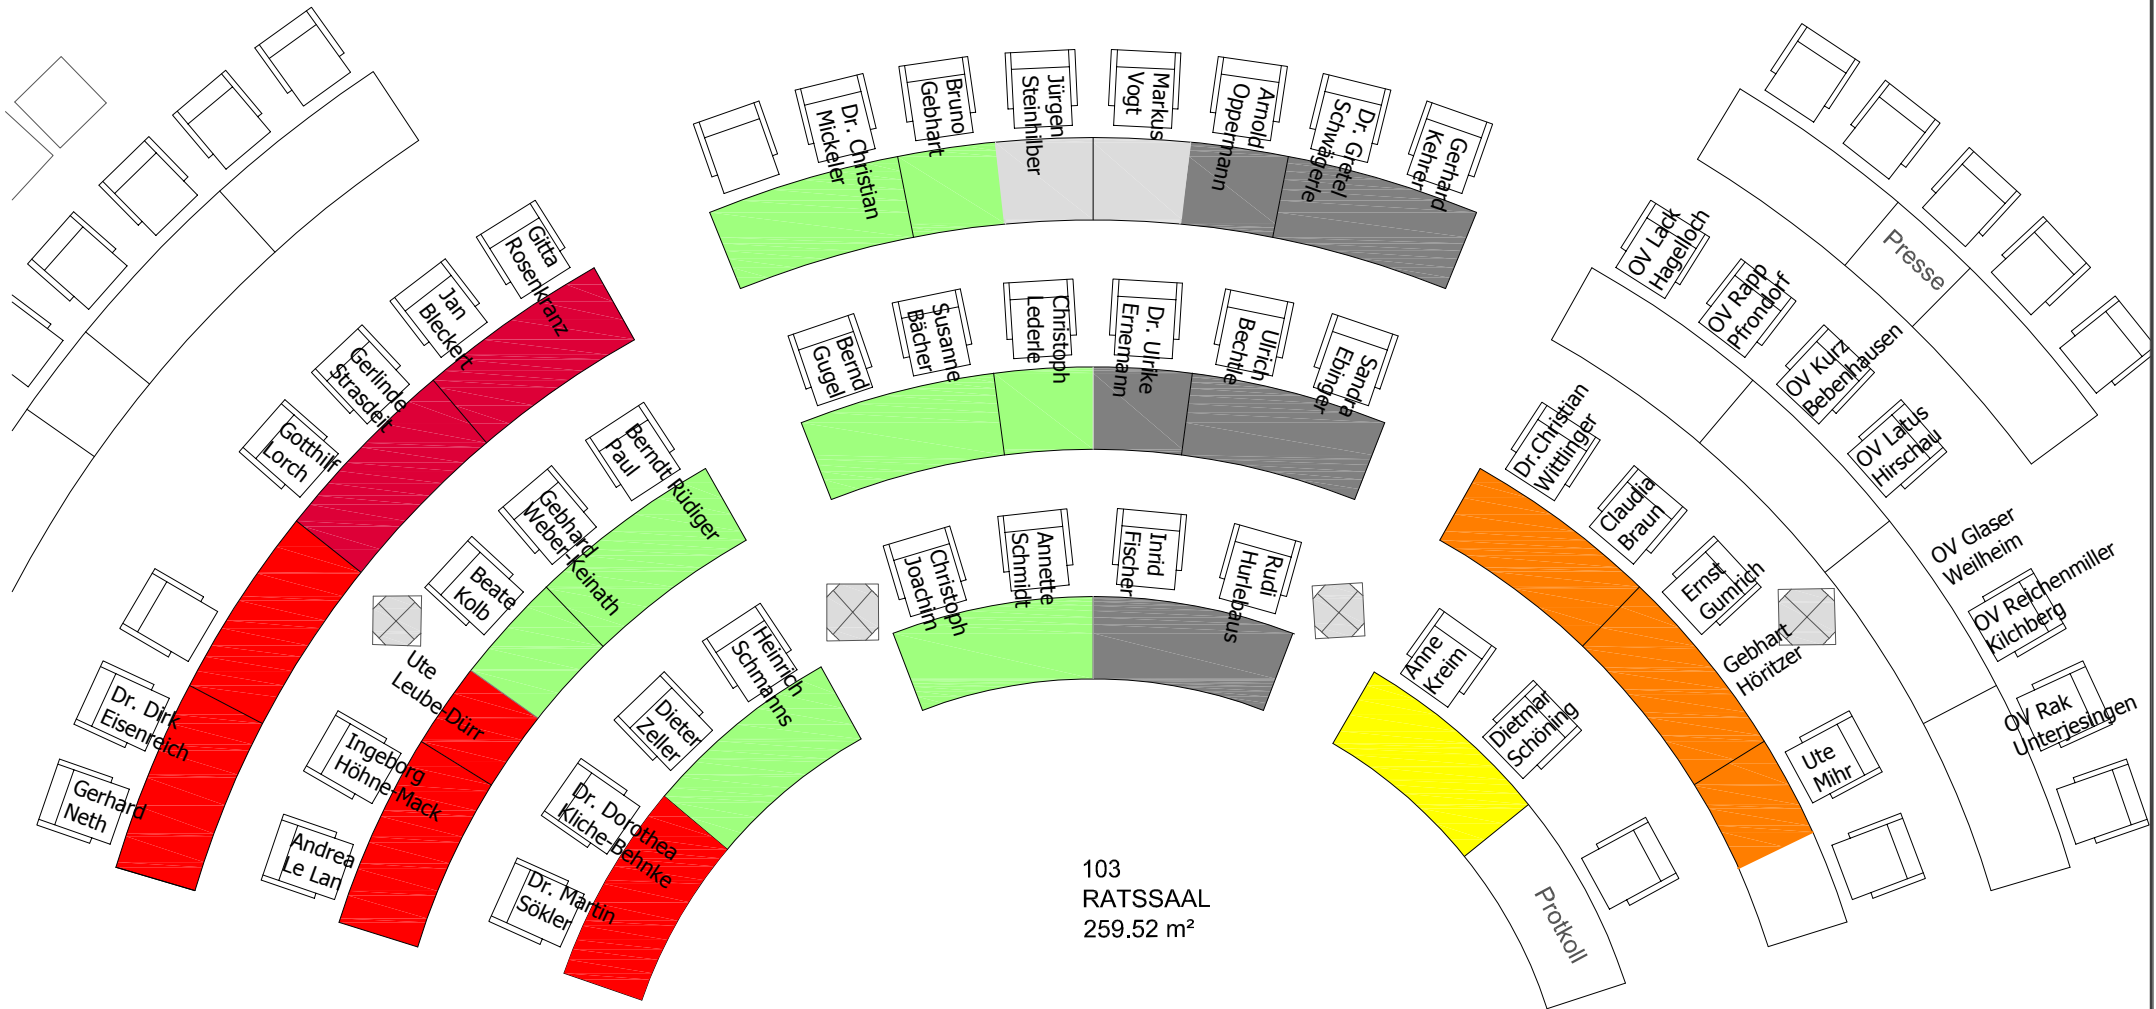 Gitta
Rosenkranz
Jan
Bleckert
Gerlinde
Strasdeit
Gotthilf
Lorch
Dr. Dirk
Eisenreich
Gerhard
Neth
Berndt Rüdiger
Paul
Gebhard
Weber-Keinath
Beate
Kolb
Ute
Leube-Dürr
Ingeborg
Höhne-Mack
Andrea
Le Lan
Heinrich
Schmanns
Dieter
Zeller
Dr. Dorothea
Kliche-Behnke
Dr. Martin
Sökler
Dr. Christian
Mickeler
Bruno
Gebhart
Jürgen
Steinhilber
Markus
Vogt
Arnold
Oppermann
Dr. Gretel
Schwägerle
Gerhard
Kehrer
Bernd
Gugel
Susanne
Bächer
Christoph
Lederle
Dr. Ulrike
Ernemann
Ulrich
Bechtle
Sandra
Ebinger
Christoph
Joachim
Annette
Schmidt
Inrid
Fischer
Rudi
Hurlebaus
103
RATSSAAL
259.52 m²
Anne
Kreim
Dietmar
Schöning
Protkoll
Dr.Christian
Wittlinger
Claudia
Braun
Ernst
Gumrich
Gebhart
Höritzer
Ute
Mihr
OV Lack
Hagelloch
OV Rapp
Pfrondorf
OV Kurz
Bebenhausen
OV Latus
Hirschau
OV Glaser
Weilheim
OV Reichenmiller
Kilchberg
OV Rak
Unterjesingen
Presse